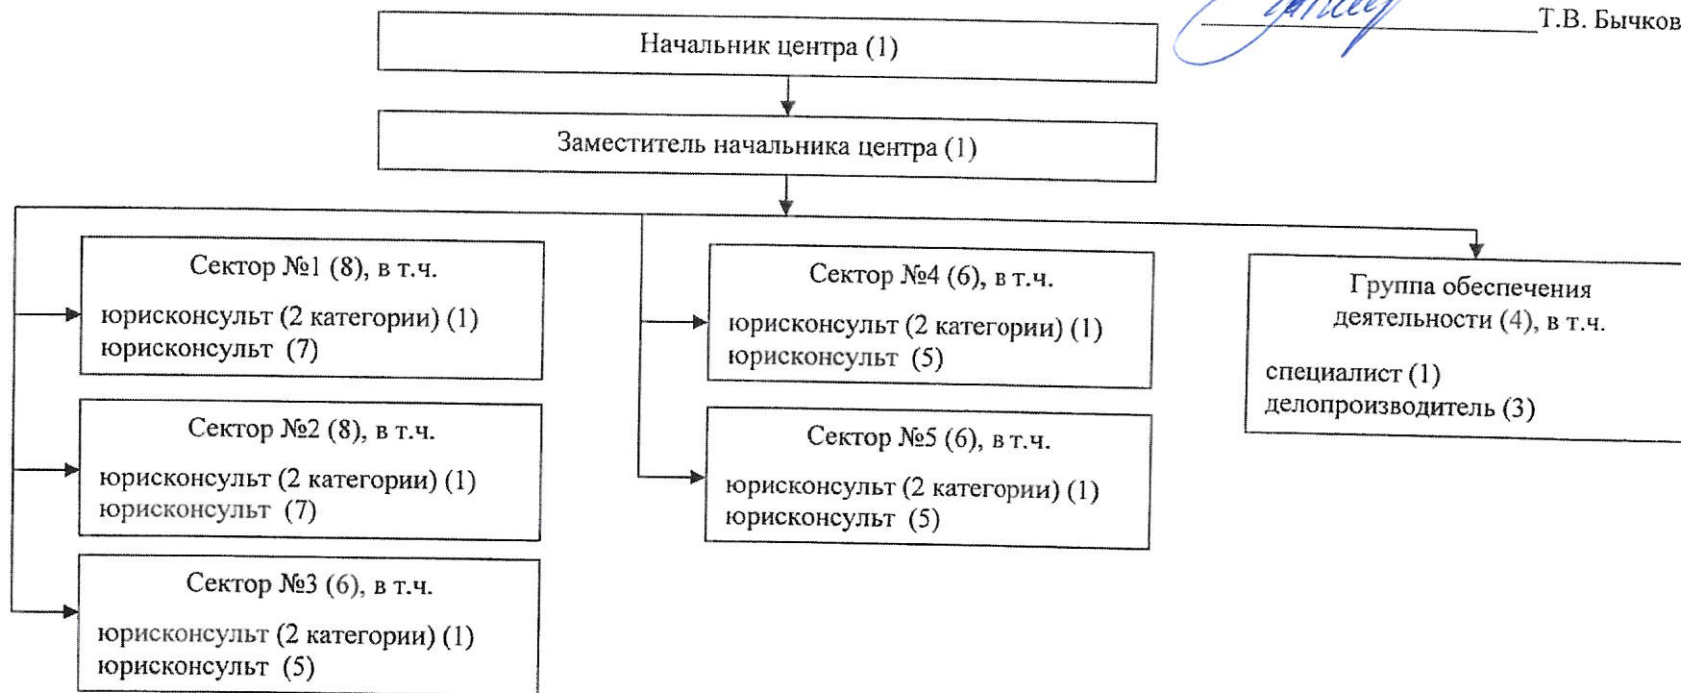 Т.В. Бычков
Начальник центра (1)
Заместитель начальника центра (1)
Сектор №1 (8), в т.ч.
юрисконсульт (2 категории) (1)
юрисконсульт (7)
Сектор №2 (8), в т.ч.
юрисконсульт (2 категории) (1)
юрисконсульт (7)
Сектор №3 (6), в т.ч.
юрисконсульт (2 категории) (1)
юрисконсульт (5)
Сектор №4 (6), в т.ч.
юрисконсульт (2 категории) (1)
юрисконсульт (5)
Сектор №5 (6), в т.ч.
юрисконсульт (2 категории) (1)
юрисконсульт (5)
Группа обеспечения
деятельности (4), в т.ч.
специалист (1)
делопроизводитель (3)